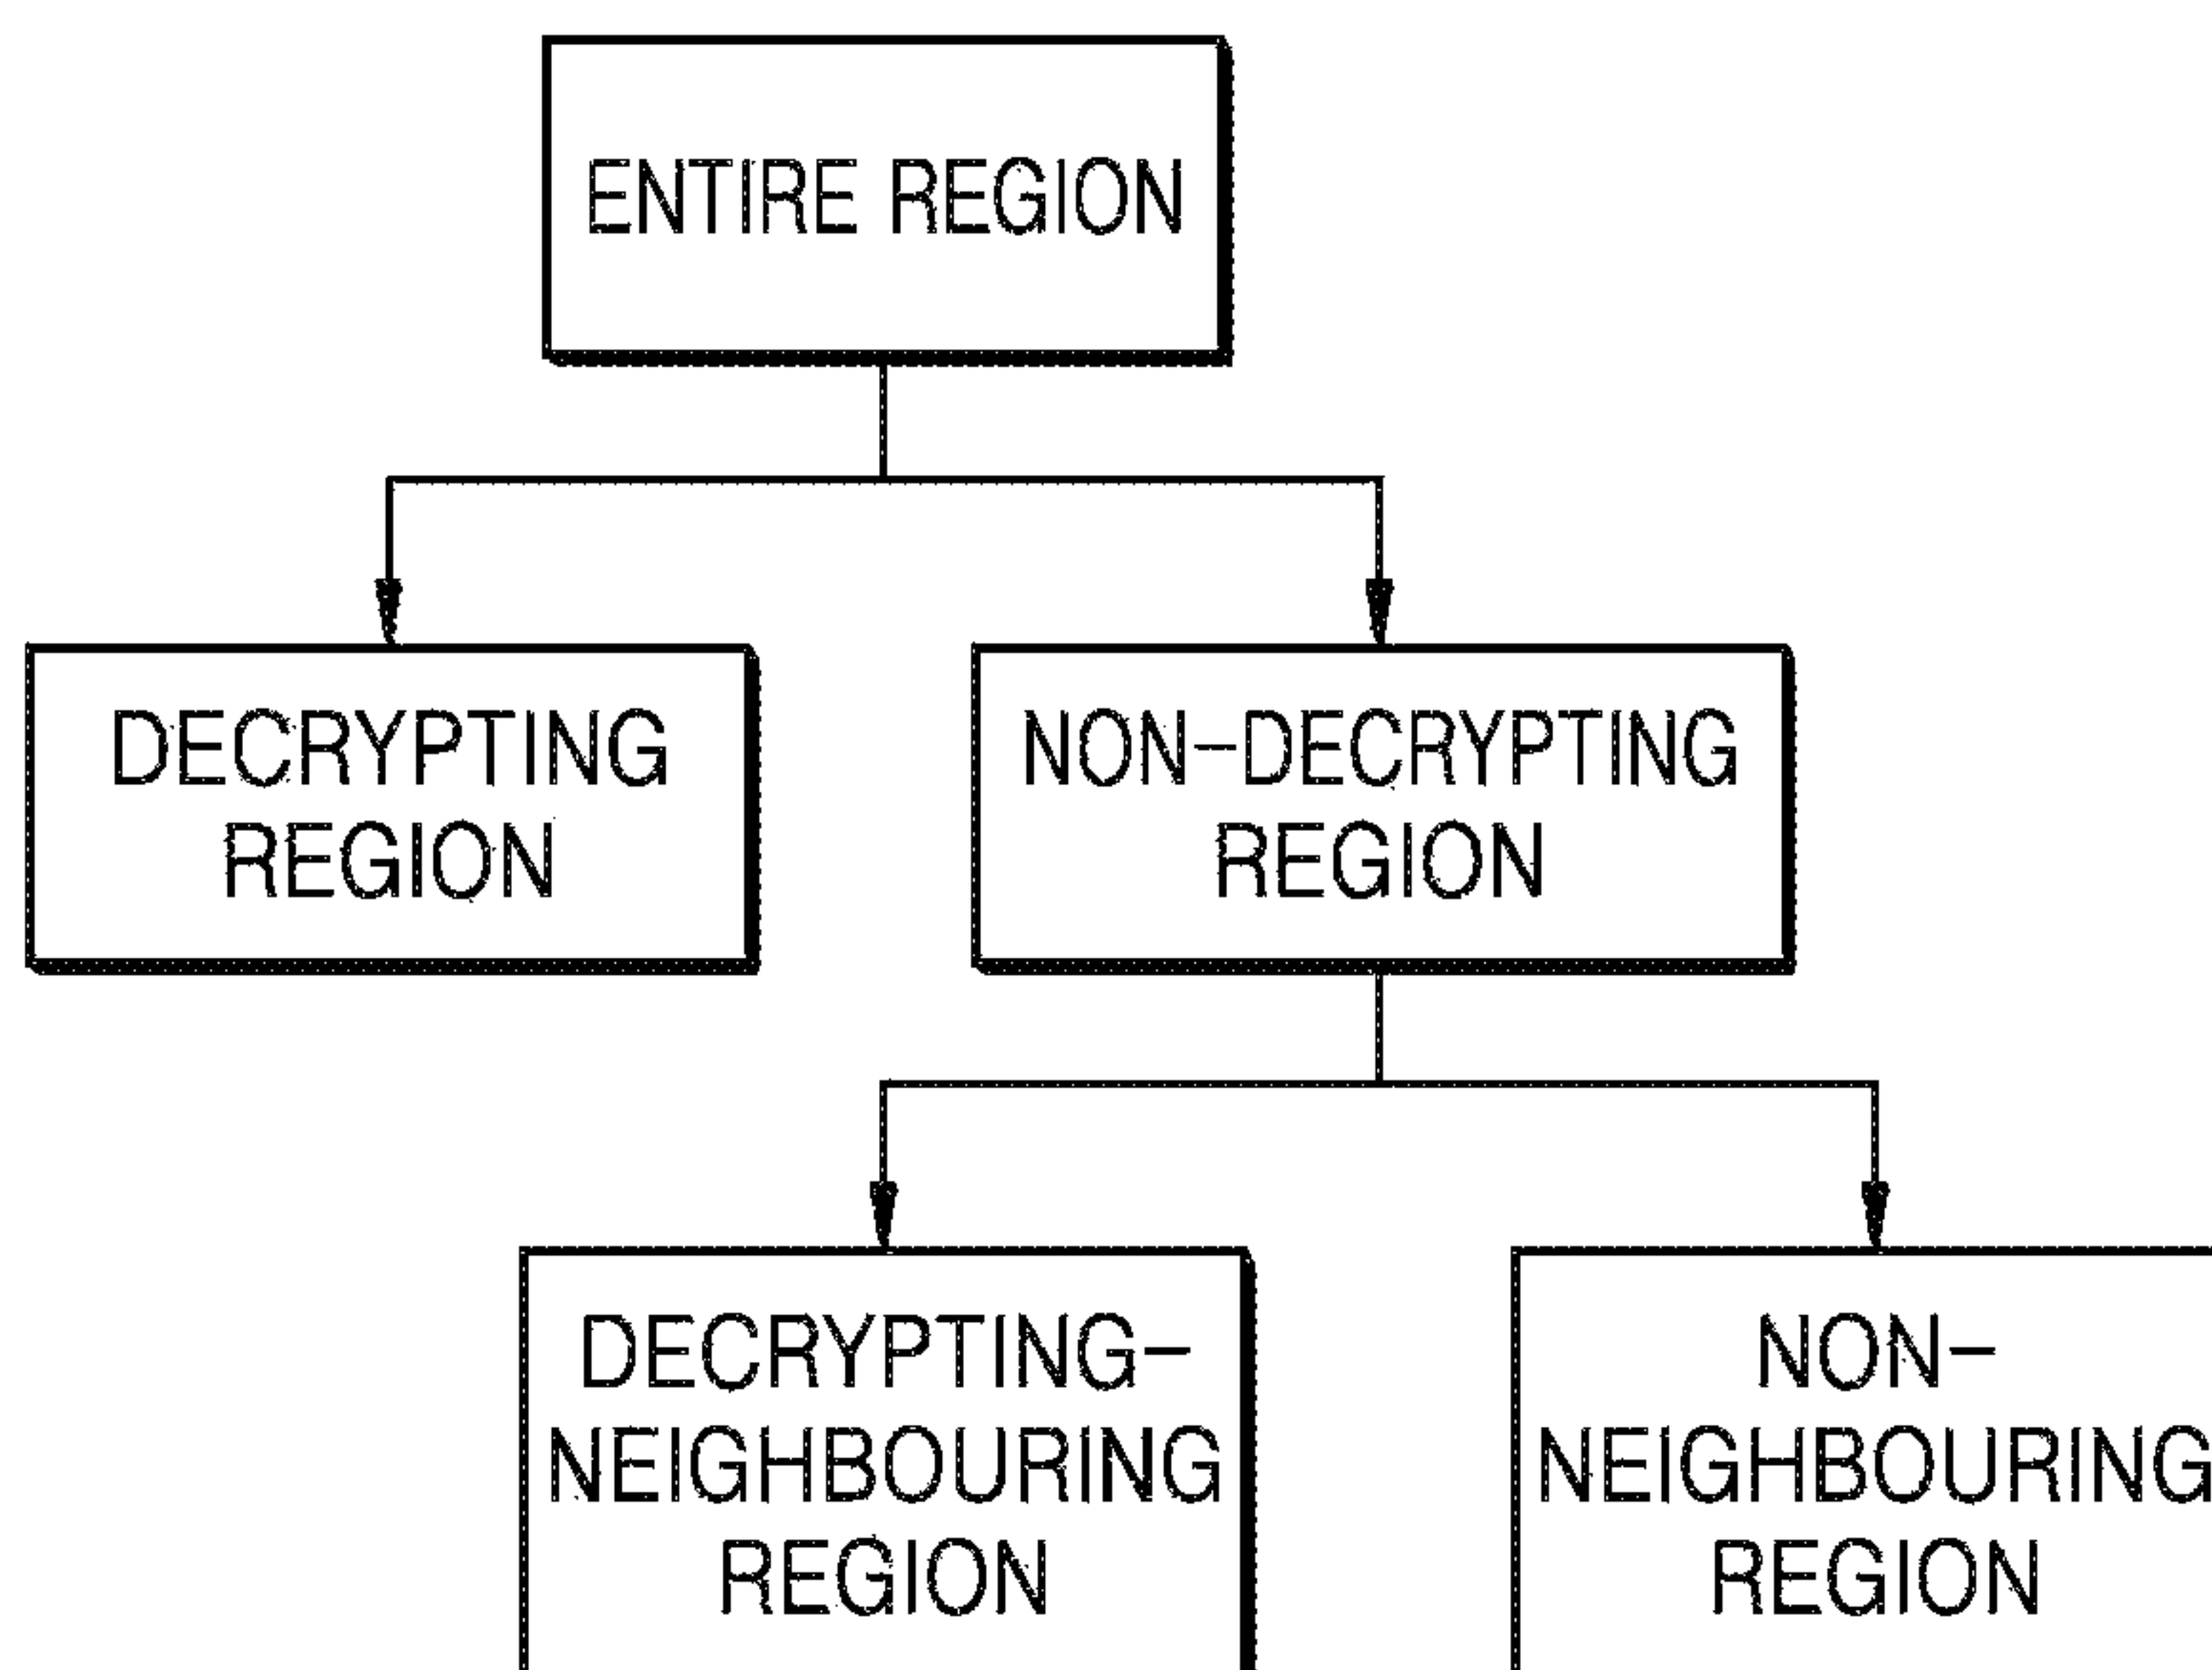 ENTIRE REGION
DECRYPTING
REGION
NON-DECRYPTING
REGION
DECRYPTING-
NEIGHBOURING
REGION
NON-
NEIGHBOURING
REGION